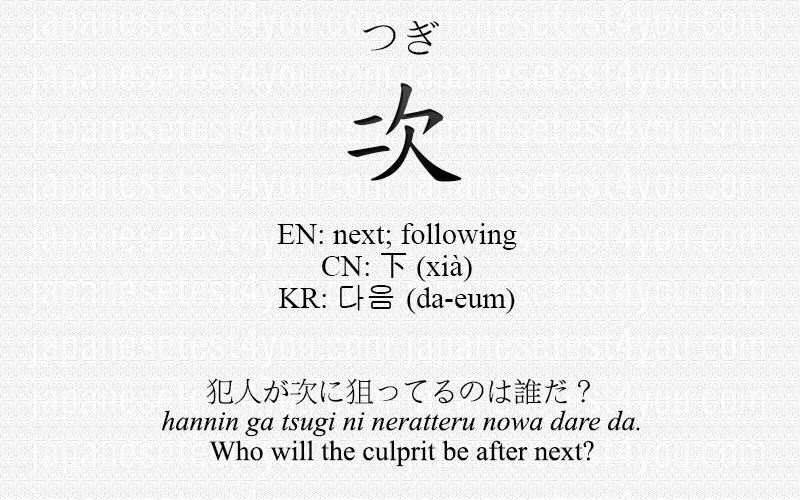 つぎ
次
EN: next; following
CN: 下 (xià)
KR: 다음 (da-eum)
犯人が次に狙ってるのは誰だ？
hannin ga tsugi ni neratteru nowa dare da.
Who will the culprit be after next?
japanesetest4you.com